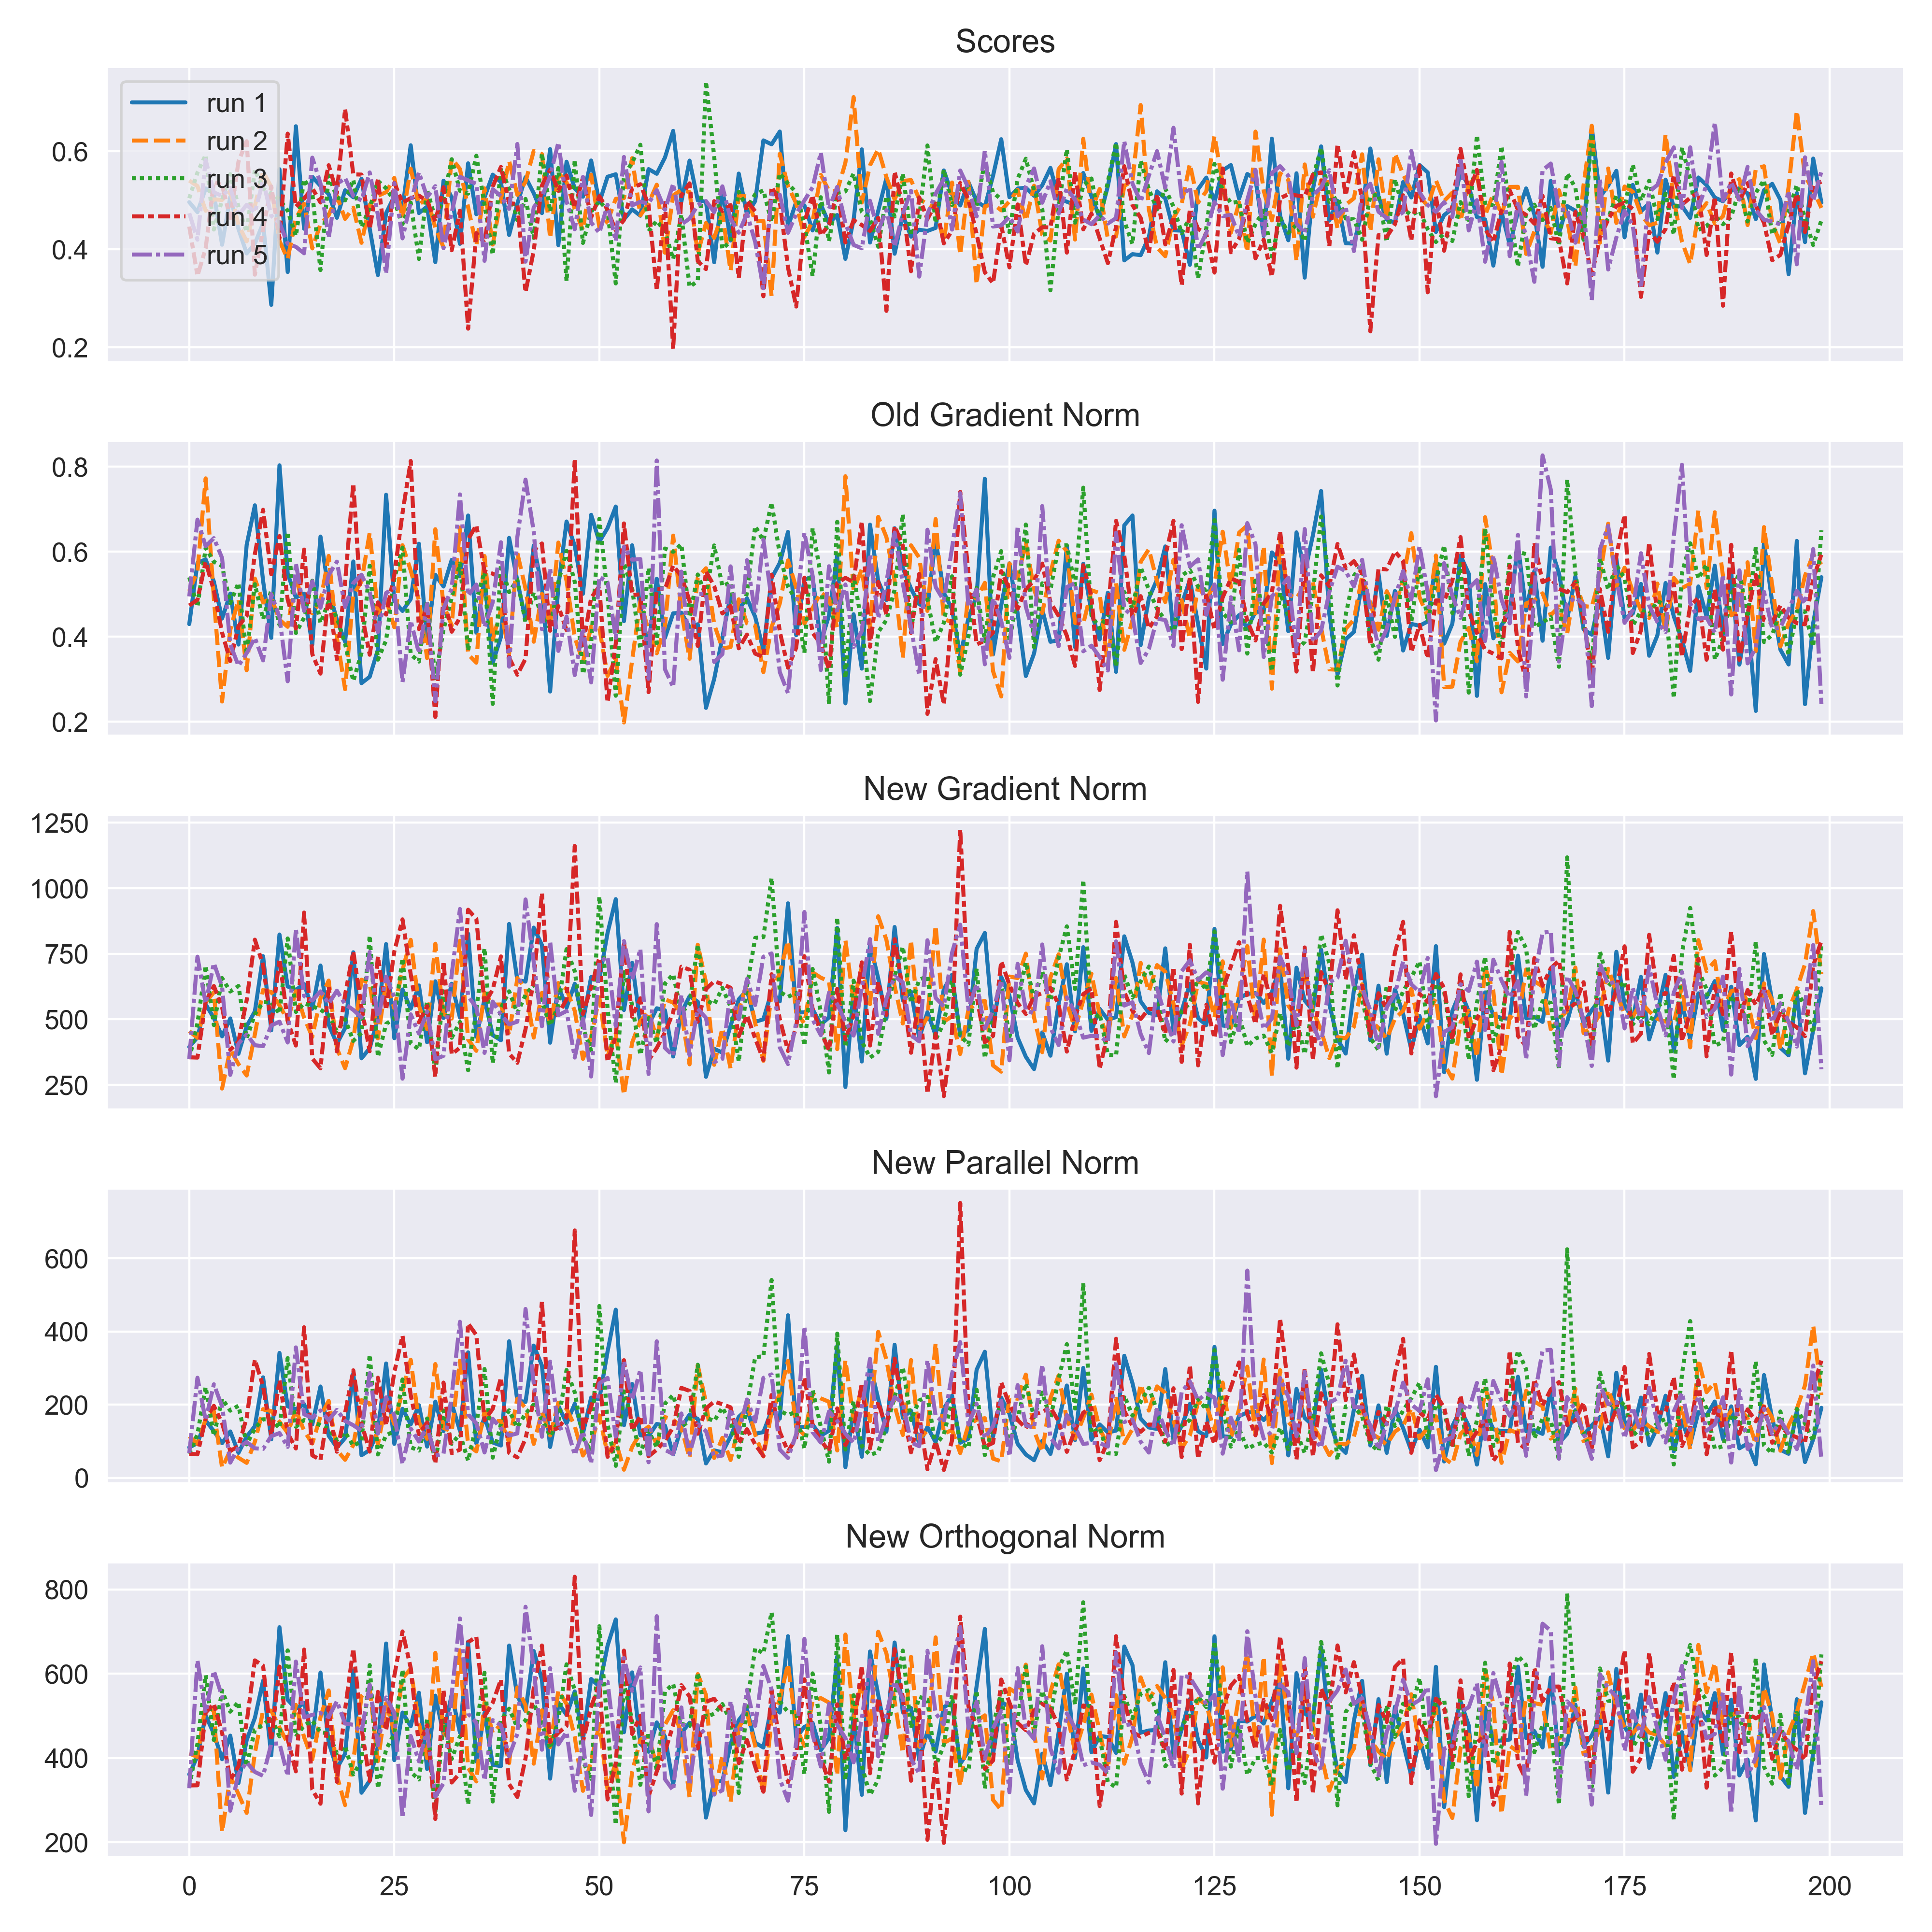 Scores
run 1
run 2
run 3
run 4
run 5
0.6
0.4
0.2
Old Gradient Norm
0.8
0.6
0.4
0.2
New Gradient Norm
1250
1000
750
500
250
New Parallel Norm
600
400
200
0
New Orthogonal Norm
800
600
400
200
0 25 50 75 100 125 150 175 200